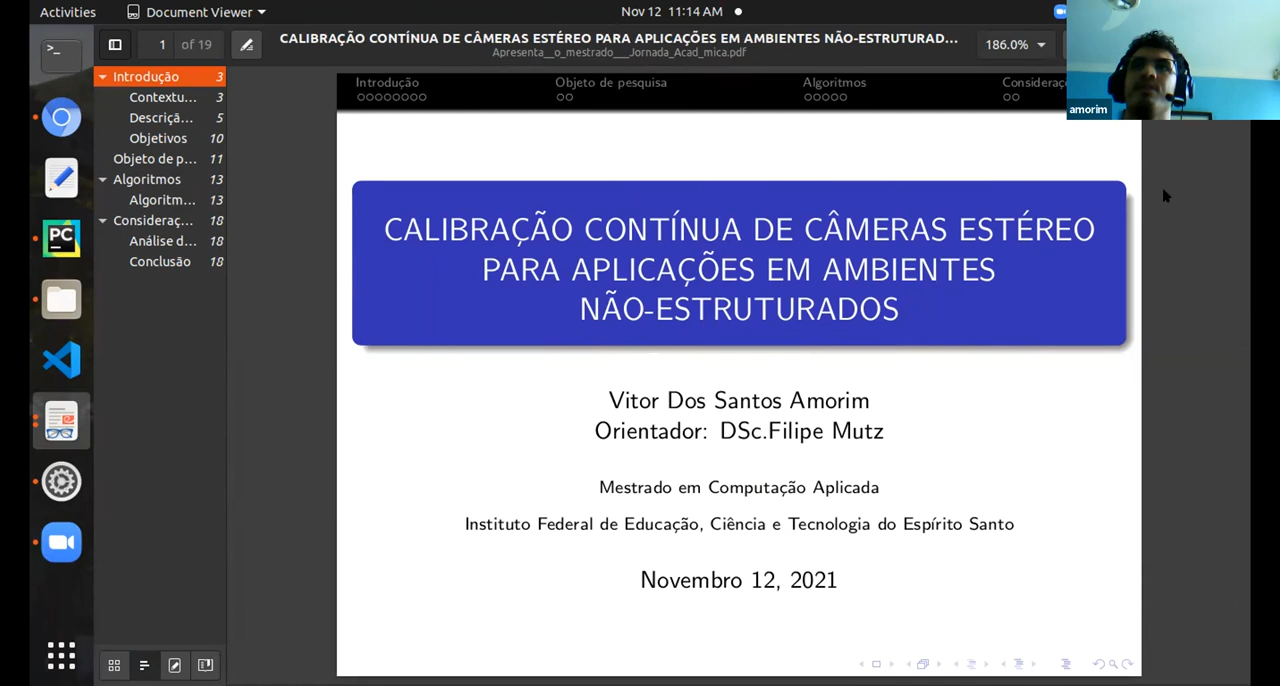 Activities
Document Viewer
Nov 12 11:14 AM
1 of 19
CALIBRAÇÃO CONTÍNUA DE CÂMERAS ESTÉREO PARA APLICAÇÕES EM AMBIENTES NÃO-ESTRUTURAD...
Apresenta__o_mestrado___Jornada_Acad_mica.pdf
186.0%
amorim
Introdução 3
Contextu... 3
Descriçã... 5
Objetivos 10
Objeto de p... 11
Algoritmos 13
Algoritm... 13
Consideraç... 18
Análise d... 18
Conclusão 18
>_
PC
Introdução
Objeto de pesquisa
Algoritmos
Consideraç
CALIBRAÇÃO CONTÍNUA DE CÂMERAS ESTÉREO
PARA APLICAÇÕES EM AMBIENTES
NÃO-ESTRUTURADOS
Vitor Dos Santos Amorim
Orientador: DSc.Filipe Mutz
Mestrado em Computação Aplicada
Instituto Federal de Educação, Ciência e Tecnologia do Espírito Santo
Novembro 12, 2021